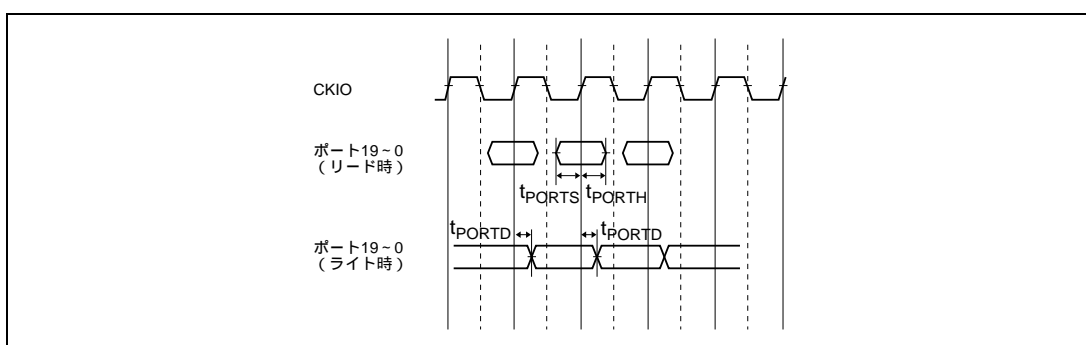 CKIO
ポート19~0
（リード時）
tPORTS tPORTH
tPORTD tPORTD
ポート19~0
（ライト時）